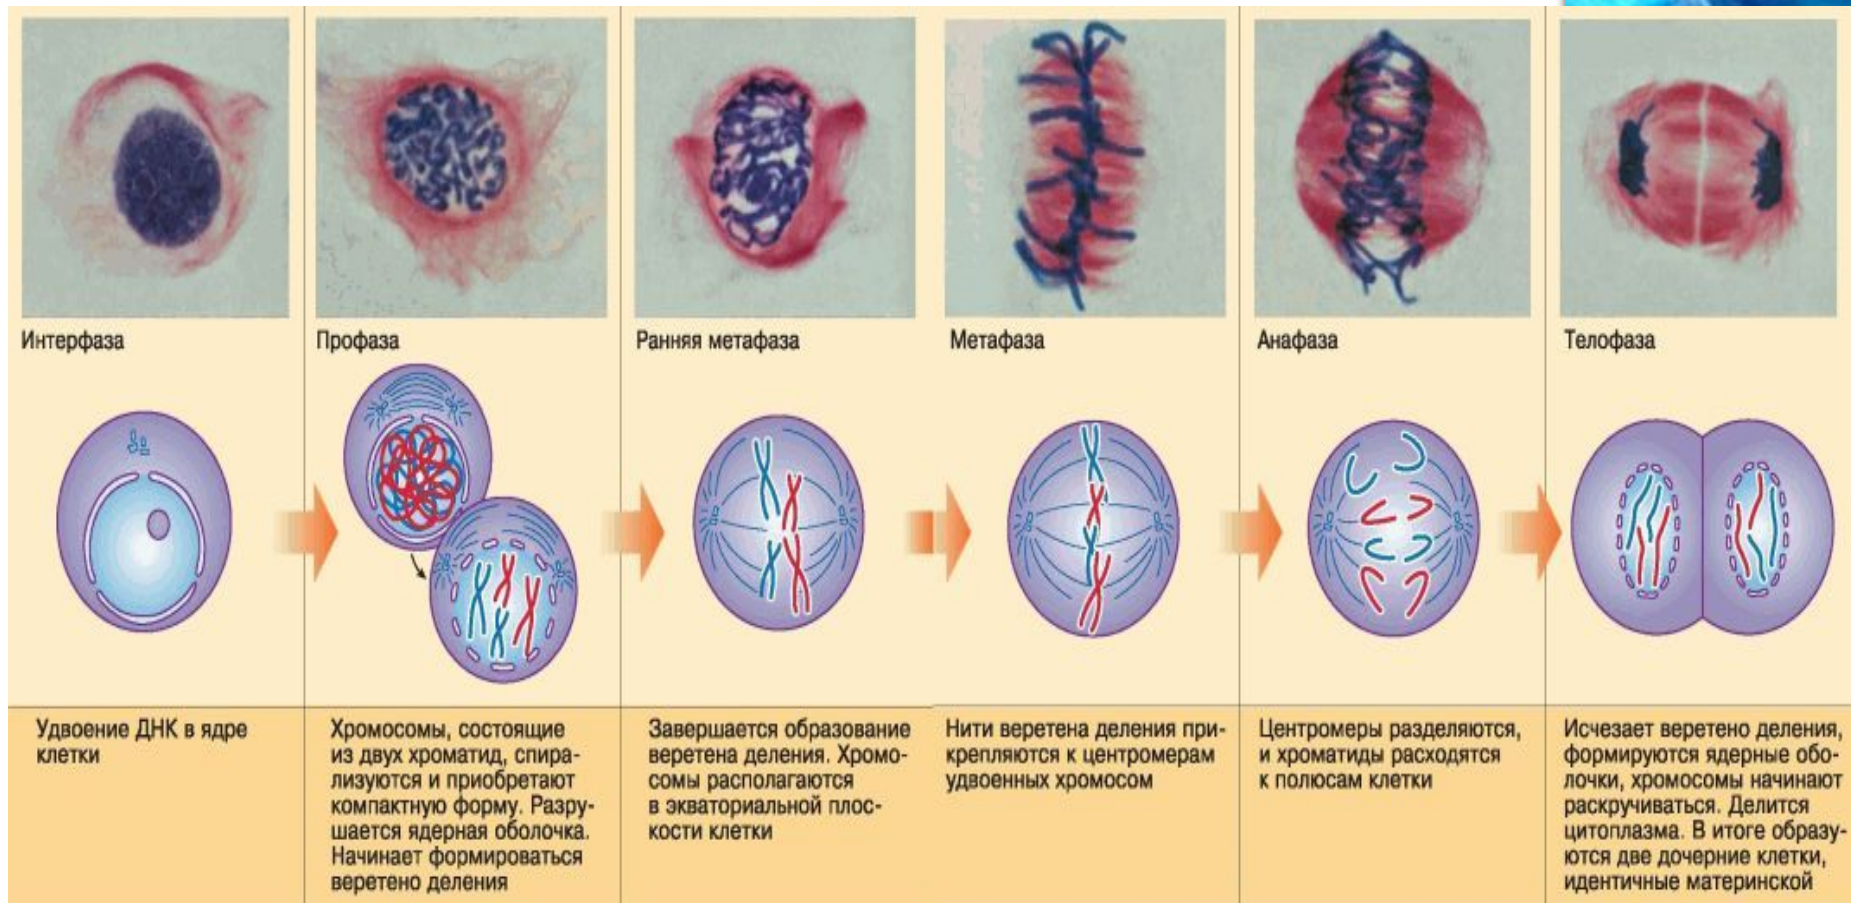 Интерфаза
Профаза
Ранняя метафаза
Метафаза
Анафаза
Телофаза
Удвоение ДНК в ядре
клетки
Хромосомы, состоящие
из двух хроматид, спира-
лизуются и приобретают
компактную форму. Разру-
шается ядерная оболочка.
Начинает формироваться
веретено деления
Завершается образование
веретена деления. Хромо-
сомы располагаются
в экваториальной плос-
кости клетки
Нити веретена деления при-
крепляются к центромерам
удвоенных хромосом
Центромеры разделяются,
и хроматиды расходятся
к полюсам клетки
Исчезает веретено деления,
формируются ядерные обо-
лочки, хромосомы начинают
раскручиваться. Делится
цитоплазма. В итоге образу-
ются две дочерние клетки,
идентичные материнской